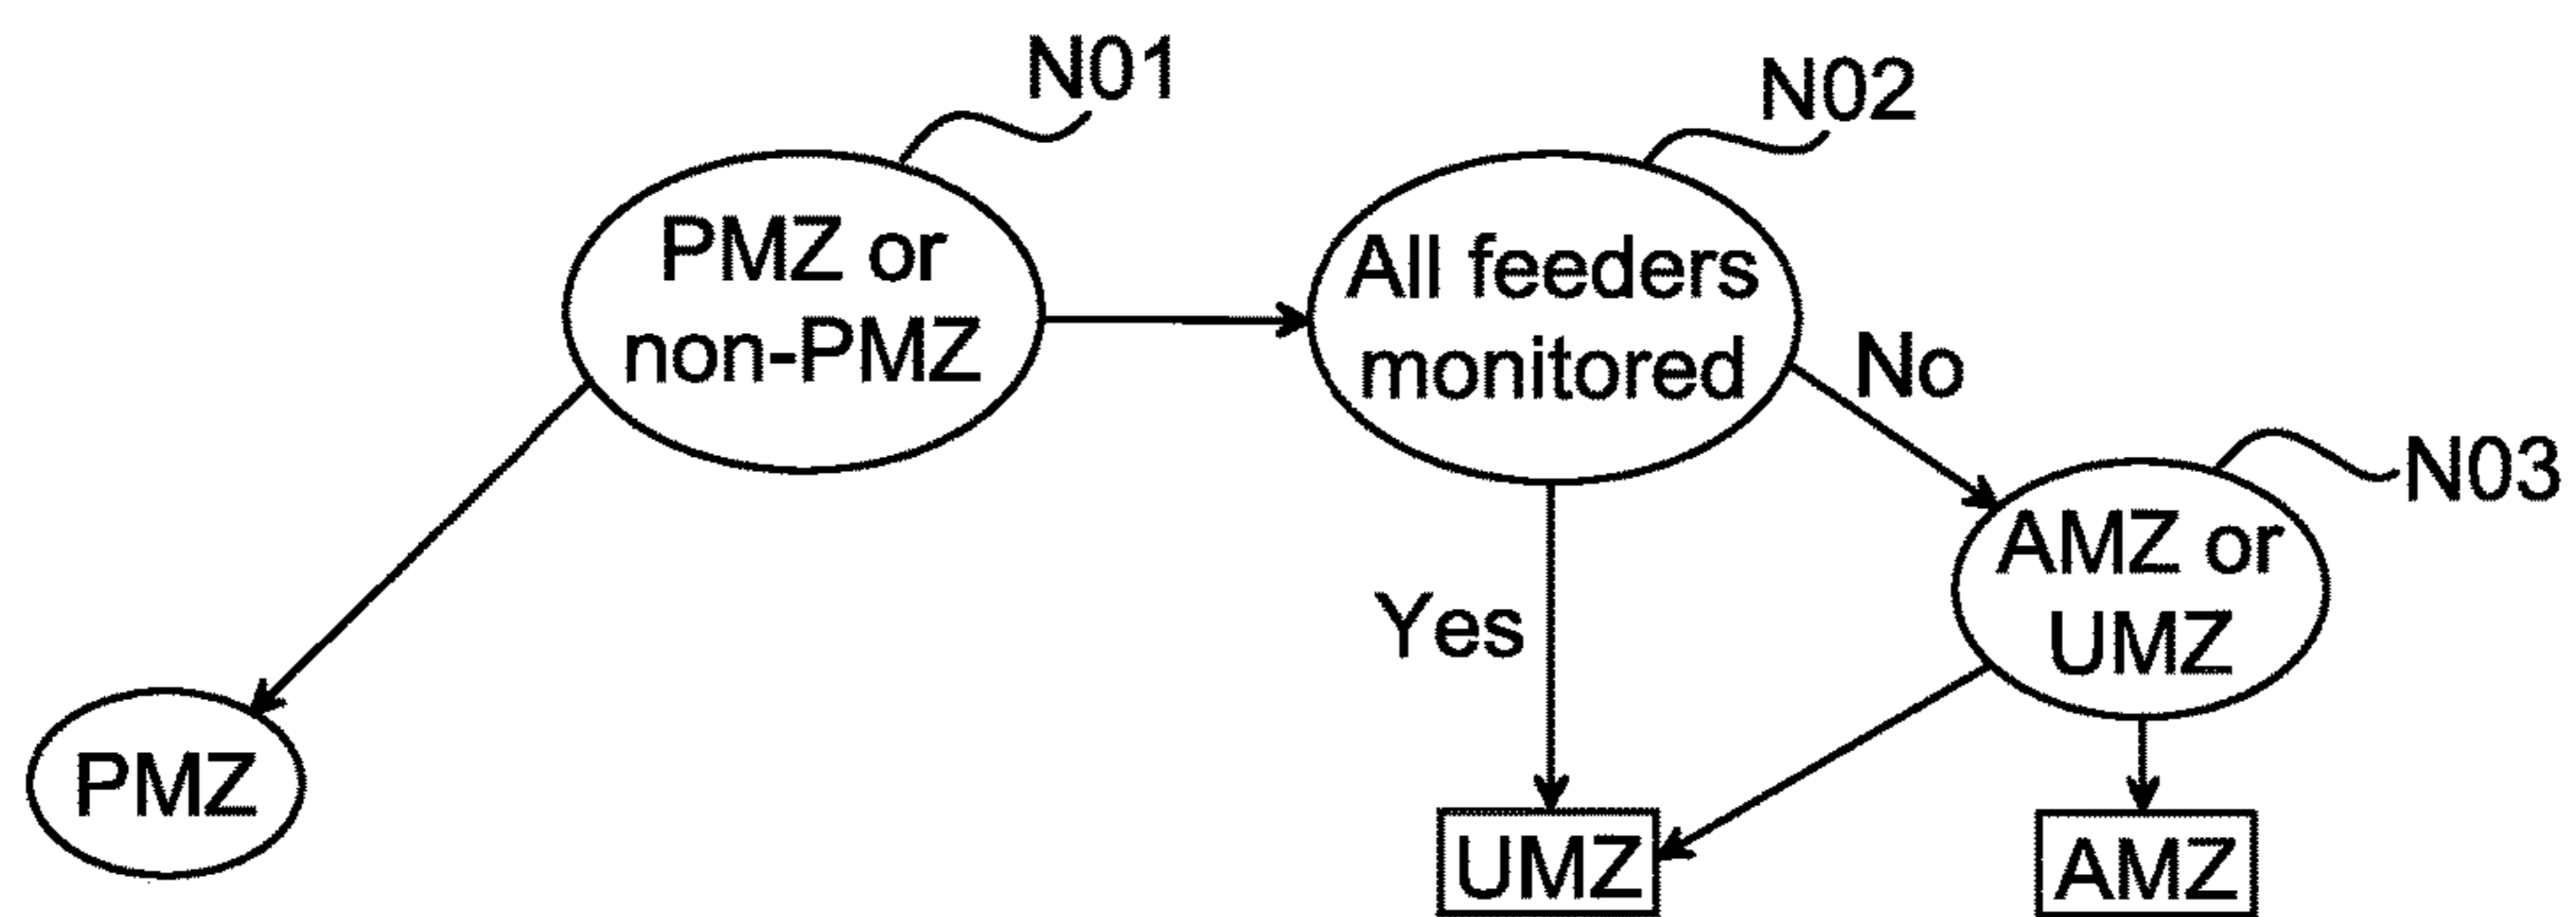 N01
N02
PMZ or
non-PMZ
All feeders
monitored
No
N03
AMZ or
UMZ
Yes
PMZ
UMZ
AMZ